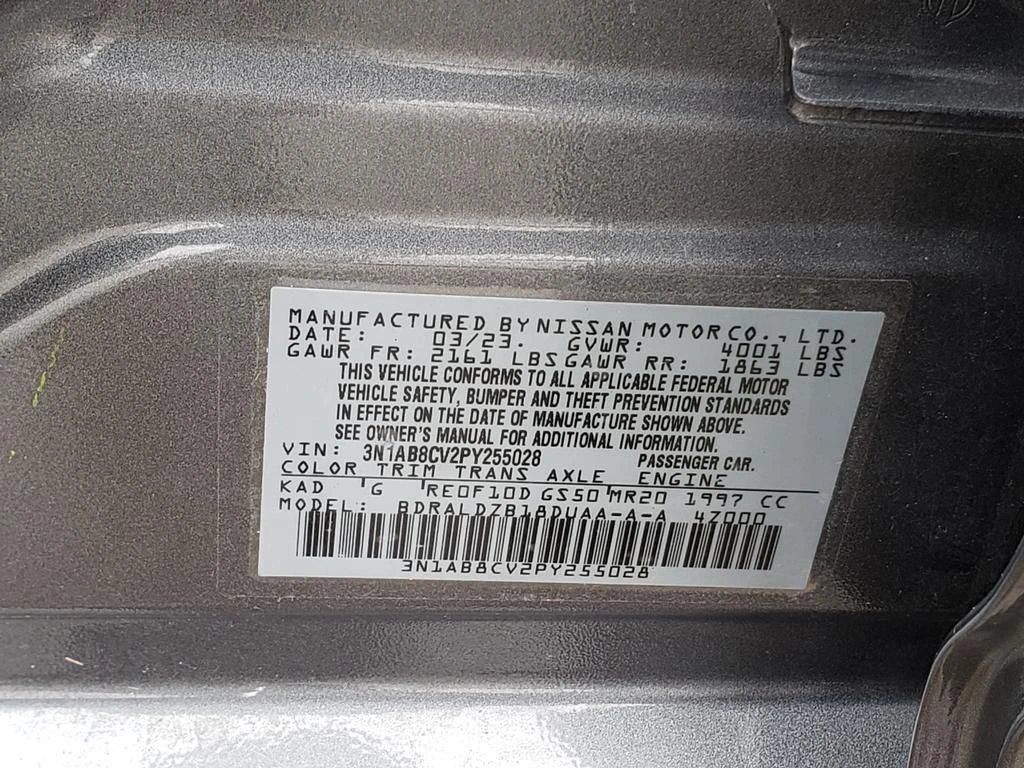 MANUFACTURED BY NISSAN MOTOR CO., LTD.
DATE: 03/23. GVWR: 4001 LBS
GAWR FR: 2161 LBS GAWR RR: 1863 LBS
THIS VEHICLE CONFORMS TO ALL APPLICABLE FEDERAL MOTOR
VEHICLE SAFETY, BUMPER AND THEFT PREVENTION STANDARDS
IN EFFECT ON THE DATE OF MANUFACTURE SHOWN ABOVE.
SEE OWNER'S MANUAL FOR ADDITIONAL INFORMATION.
VIN: 3N1AB8CV2PY255028 PASSENGER CAR.
COLOR TRIM TRANS AXLE ENGINE
KAD G RE0F10D GS50 MR20 1997 CC
MODEL: BDRALDZB18DUAA-A-A 47000
3N1AB8CV2PY255028